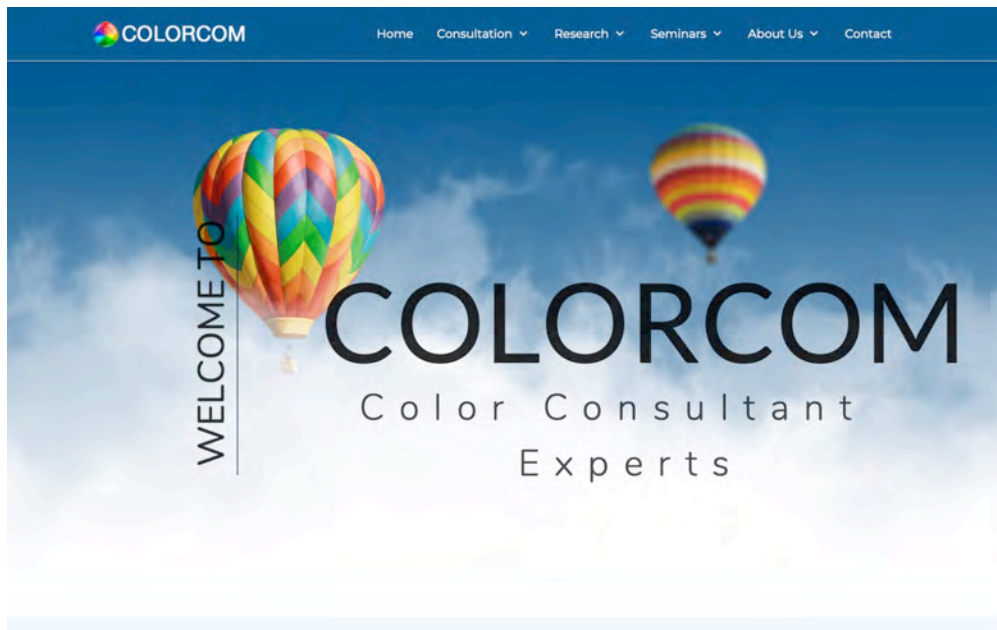 COLORCOM
Home Consultation Research Seminars About Us Contact
WELCOME TO
COLORCOM
Color Consultant
Experts